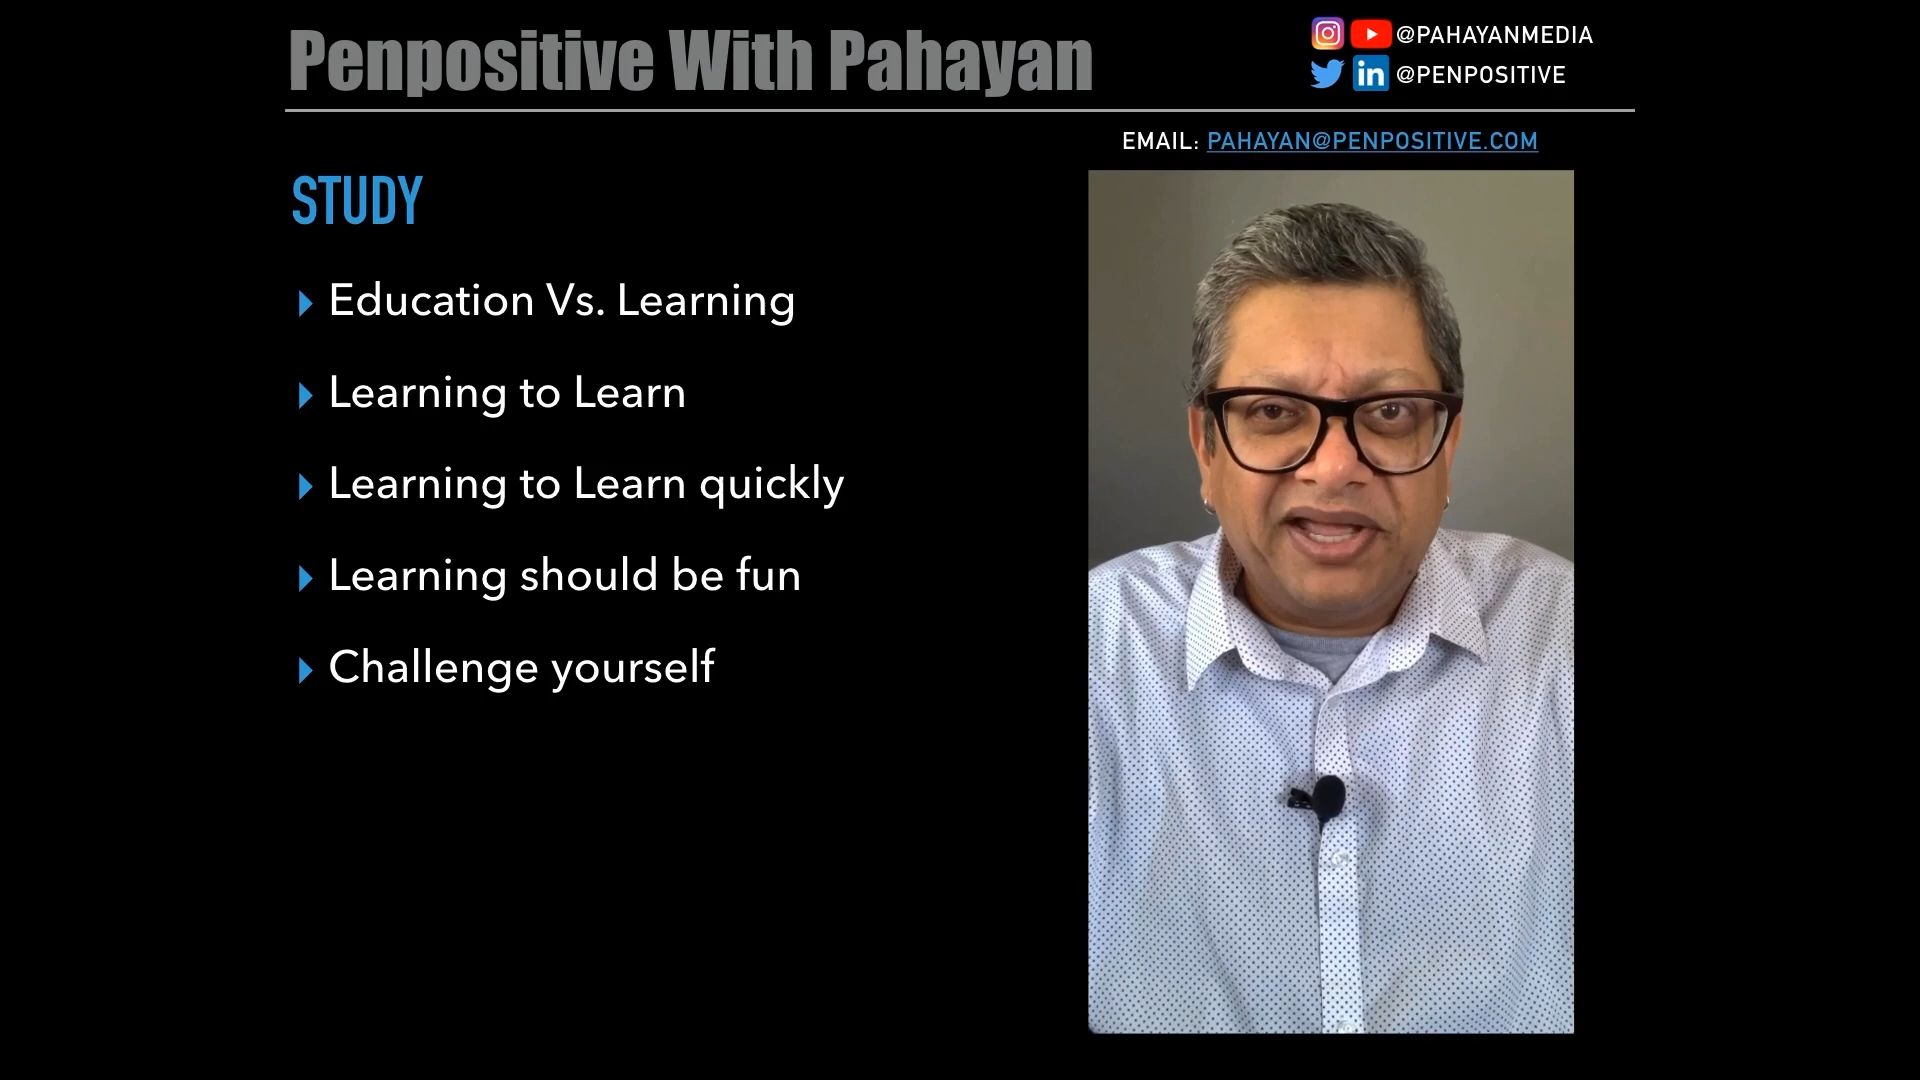 Penpositive With Pahayan
@PAHAYANMEDIA
@PENPOSITIVE
EMAIL: PAHAYAN@PENPOSITIVE.COM
STUDY
Education Vs. Learning
Learning to Learn
Learning to Learn quickly
Learning should be fun
Challenge yourself